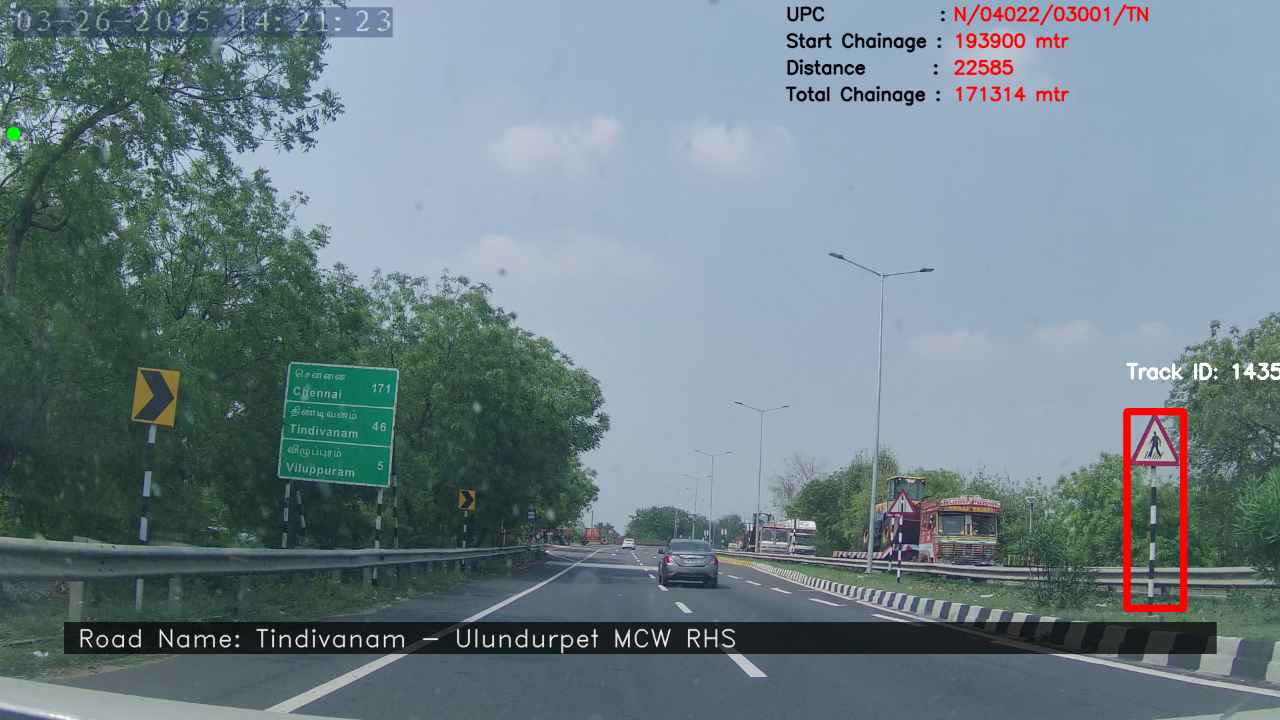 03-26-2025 14:21:23
UPC : N/04022/03001/TN
Start Chainage : 193900 mtr
Distance : 22585
Total Chainage : 171314 mtr
Track ID: 1435
சென்னை
Chennai 171
திண்டிவனம்
Tindivanam 46
விழுப்புரம்
Viluppuram 5
Road Name: Tindivanam - Ulundurpet MCW RHS